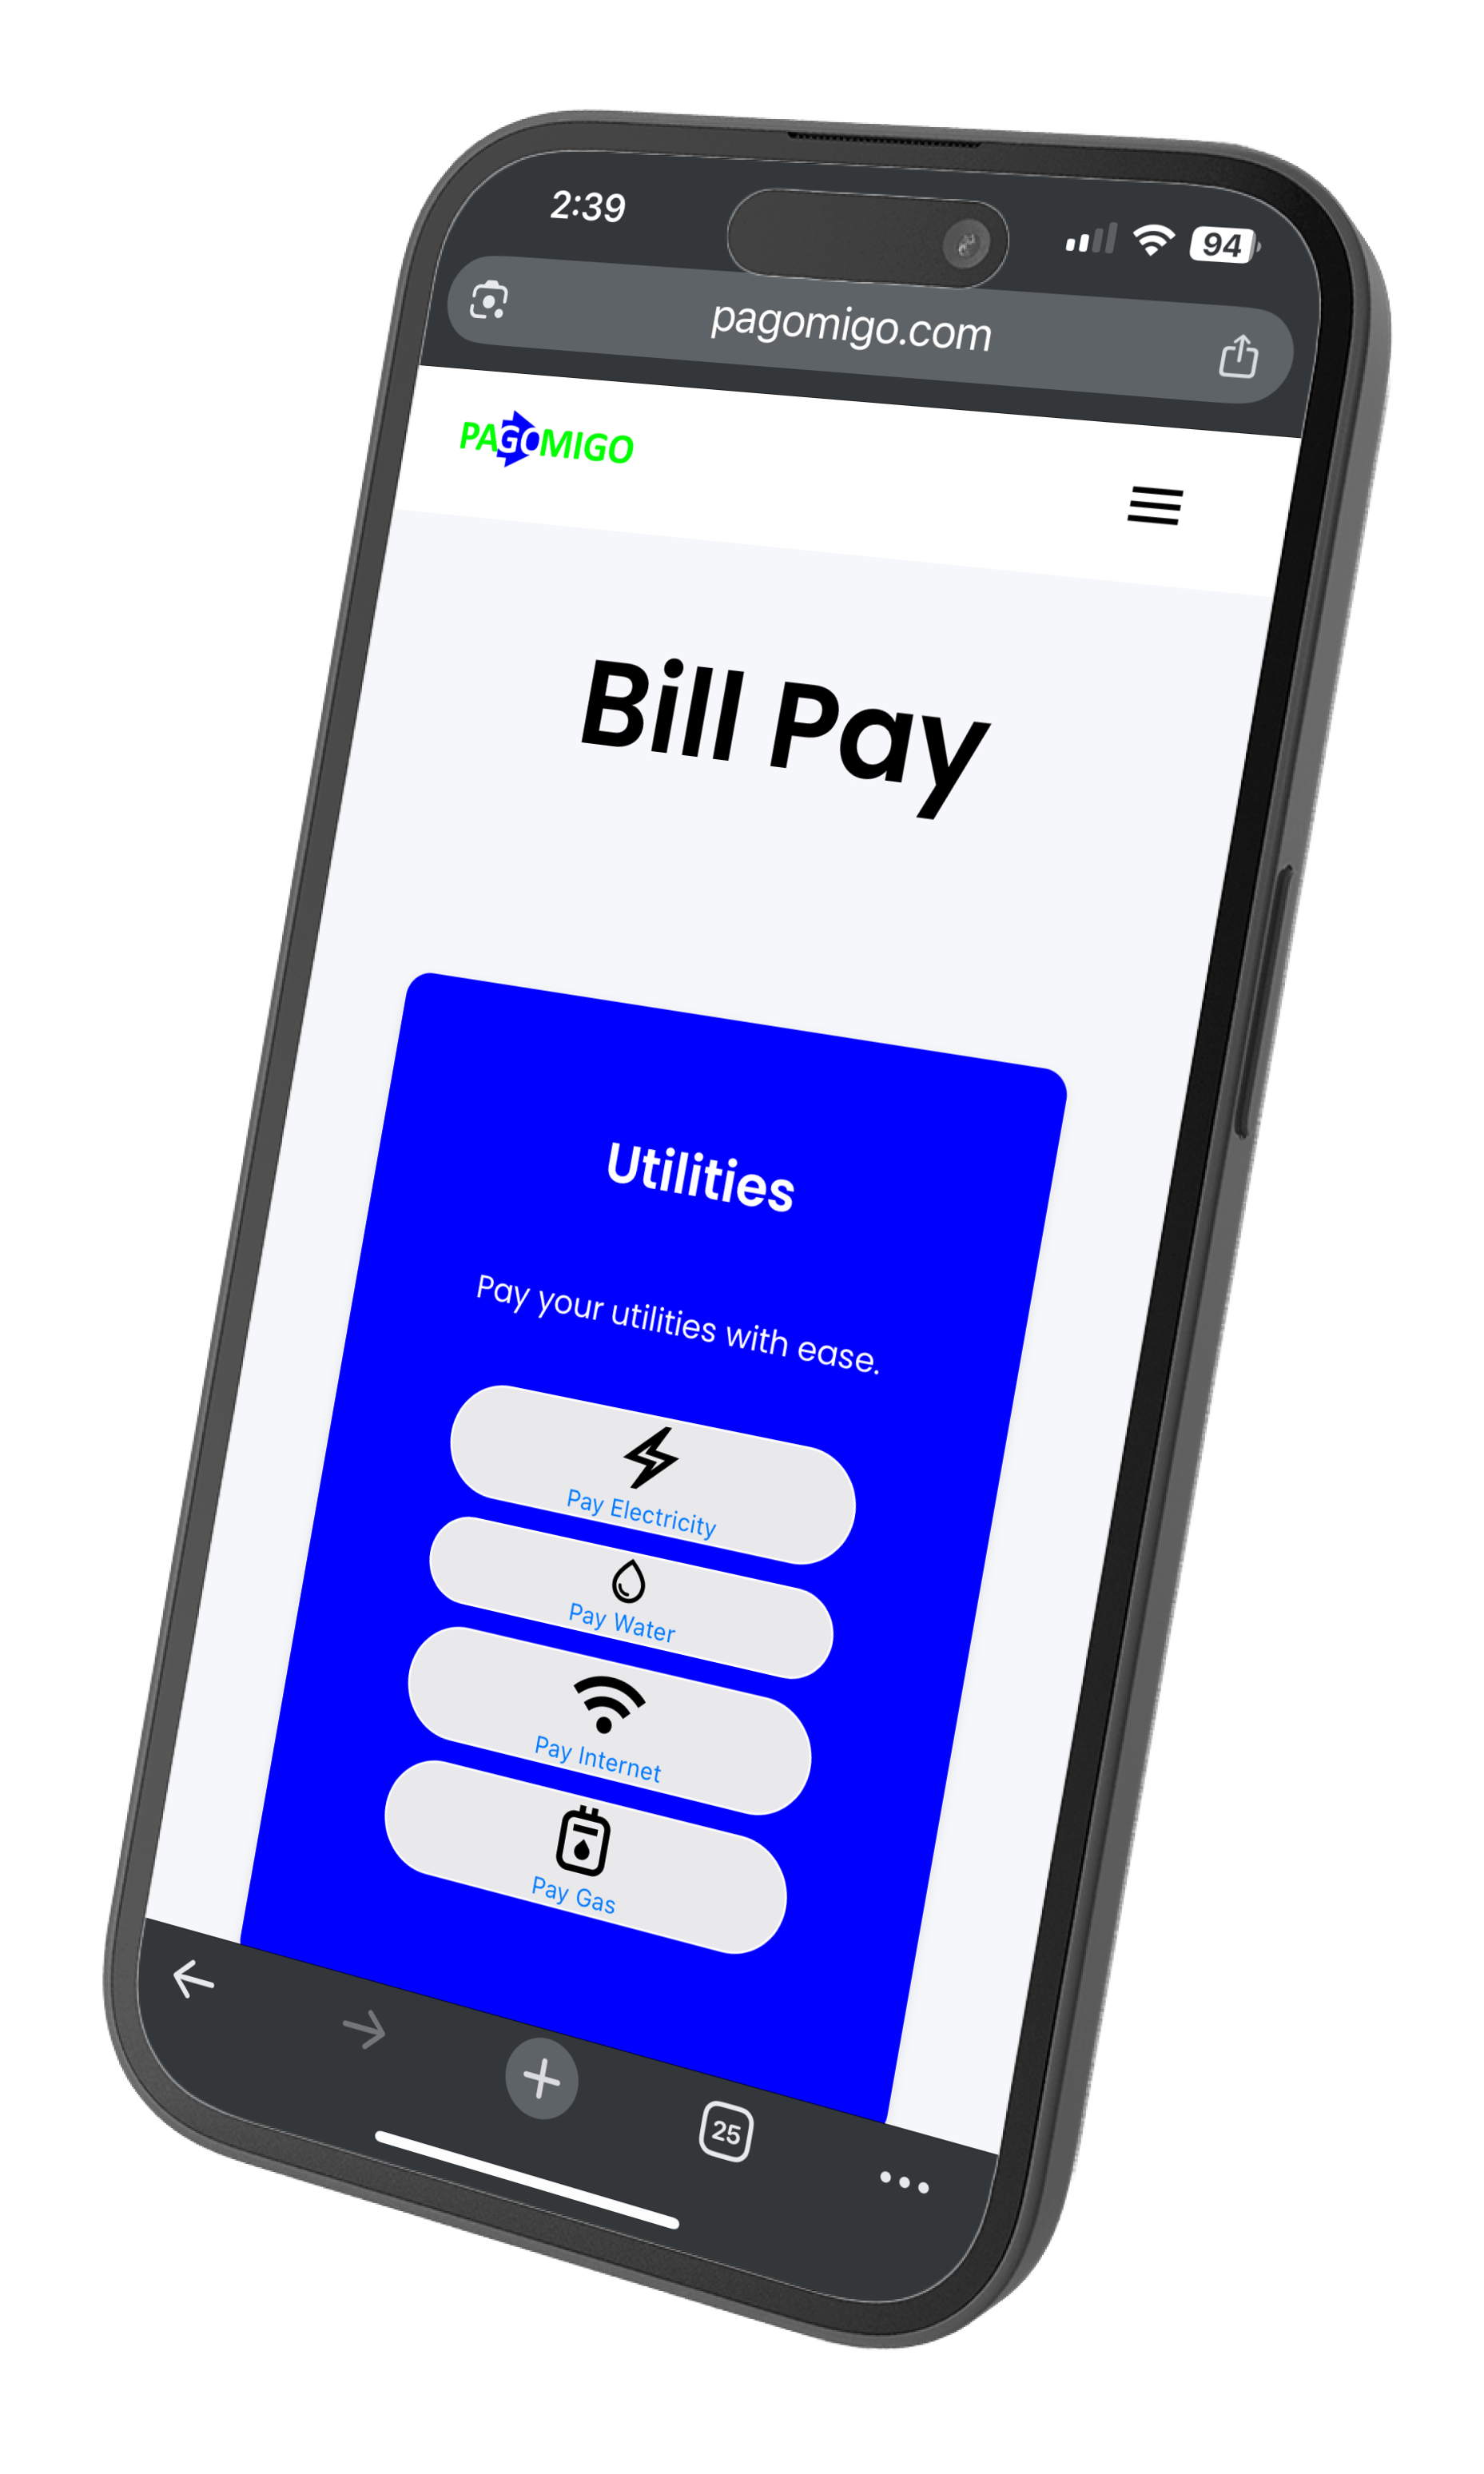 2:39
94
pagomigo.com
PAGOMIGO
Bill Pay
Utilities
Pay your utilities with ease.
Pay Electricity
Pay Water
Pay Internet
Pay Gas
25